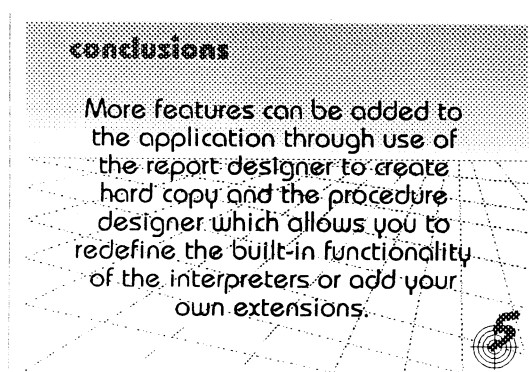 conclusions
More features can be added to
the application through use of
the report designer to create
hard copy and the procedure
designer which allows you to
redefine the built-in functionality
of the interpreters or add your
own extensions.